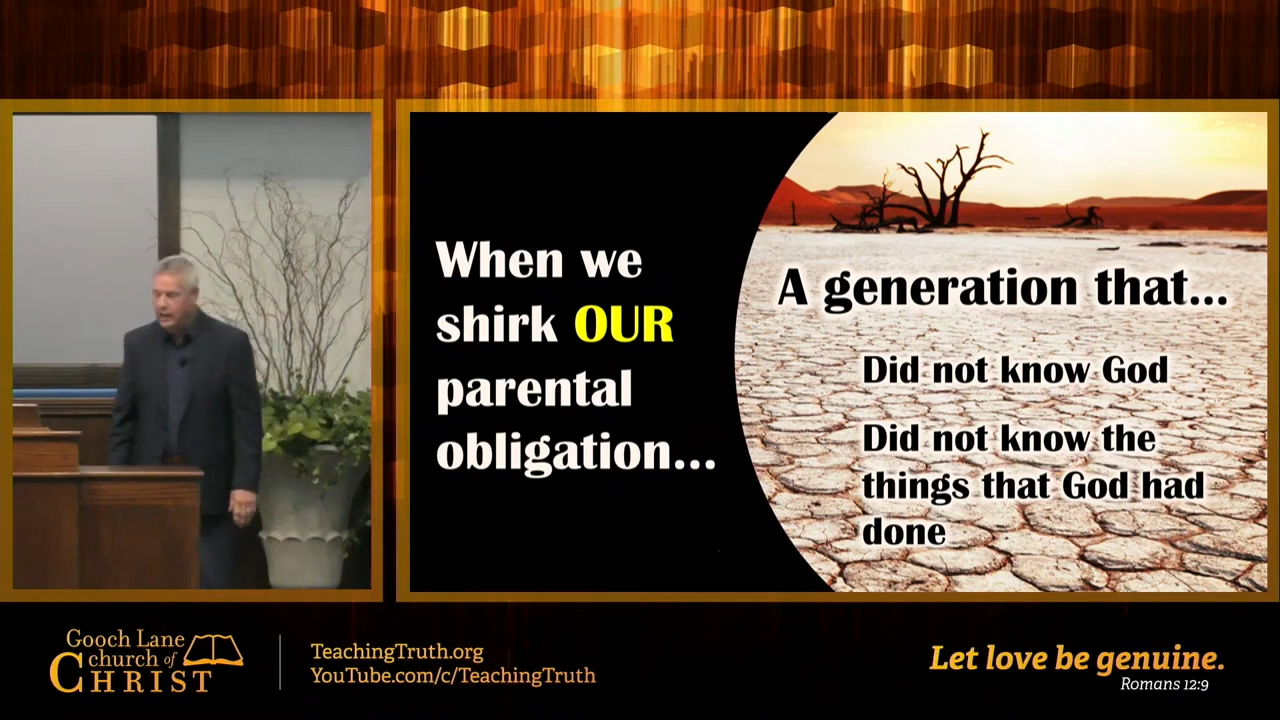 When we
shirk OUR
parental
obligation...
A generation that...
Did not know God
Did not know the
things that God had
done
Gooch Lane
church of
CHRIST
TeachingTruth.org
YouTube.com/c/TeachingTruth
Let love be genuine.
Romans 12:9